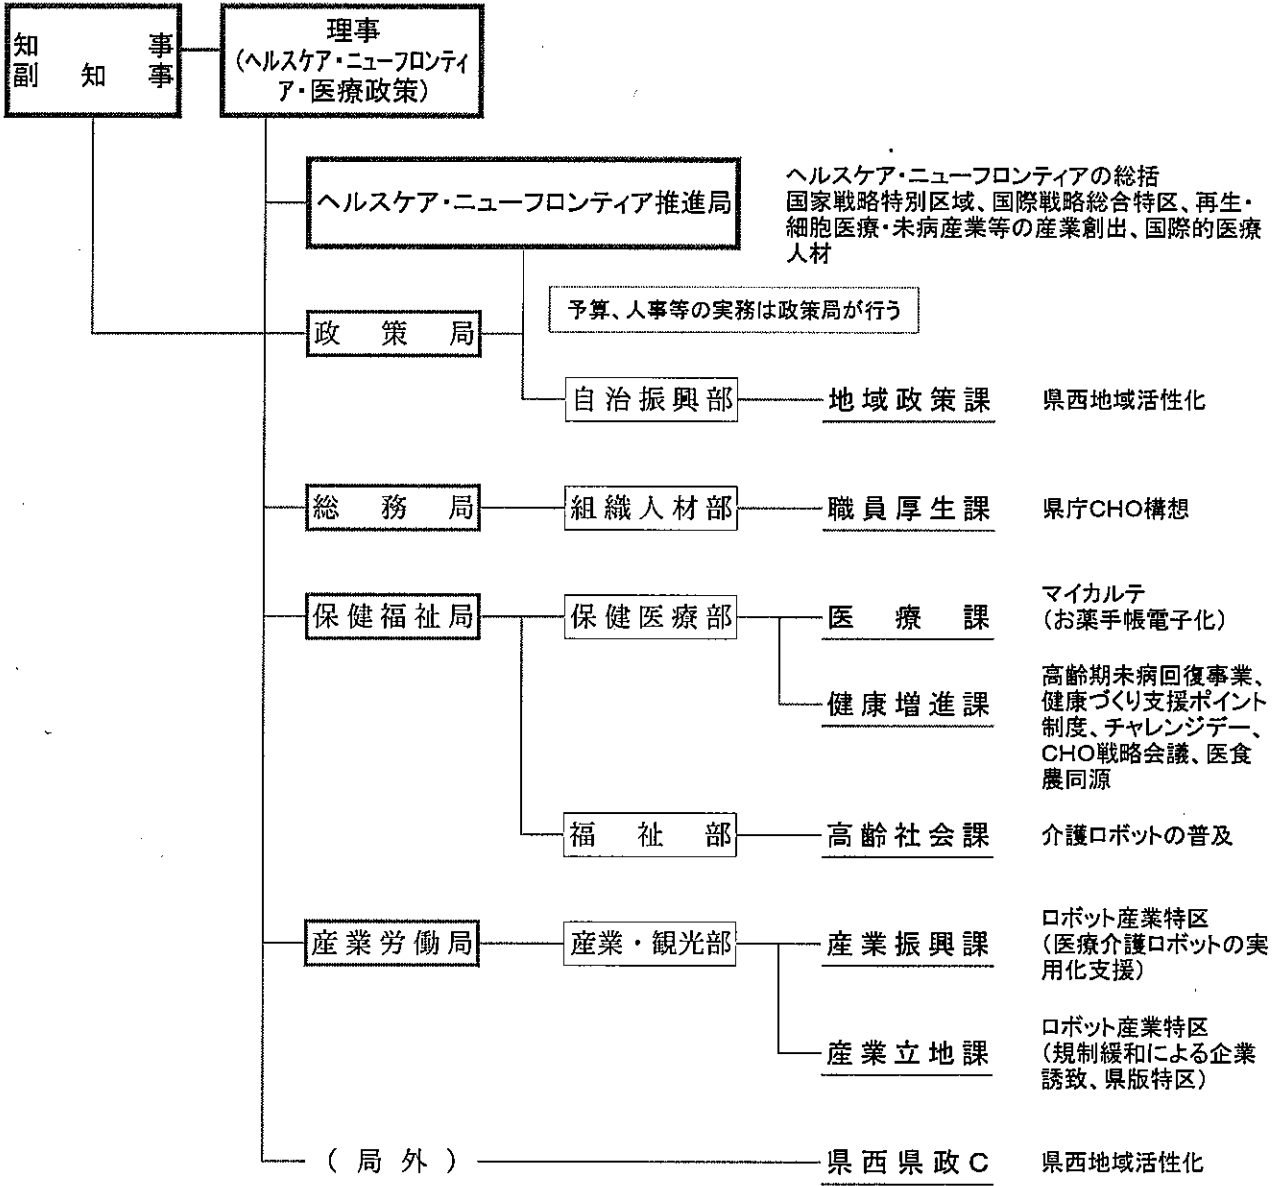 知事
副知事
理事
(ヘルスケア・ニューフロンティ
ア・医療政策)
ヘルスケア・ニューフロンティア推進局
ヘルスケア・ニューフロンティアの総括
国家戦略特別区域、国際戦略総合特区、再生・
細胞医療・未病産業等の産業創出、国際的医療
人材
予算、人事等の実務は政策局が行う
政策局
自治振興部
地域政策課
県西地域活性化
総務局
組織人材部
職員厚生課
県庁CHO構想
保健福祉局
保健医療部
医療課
マイカルテ
(お薬手帳電子化)
健康増進課
高齢期未病回復事業、
健康づくり支援ポイント
制度、チャレンジデー、
CHO戦略会議、医食
農同源
福祉部
高齢社会課
介護ロボットの普及
産業労働局
産業・観光部
産業振興課
ロボット産業特区
(医療介護ロボットの実
用化支援)
産業立地課
ロボット産業特区
(規制緩和による企業
誘致、県版特区)
(局外)
県西県政C
県西地域活性化